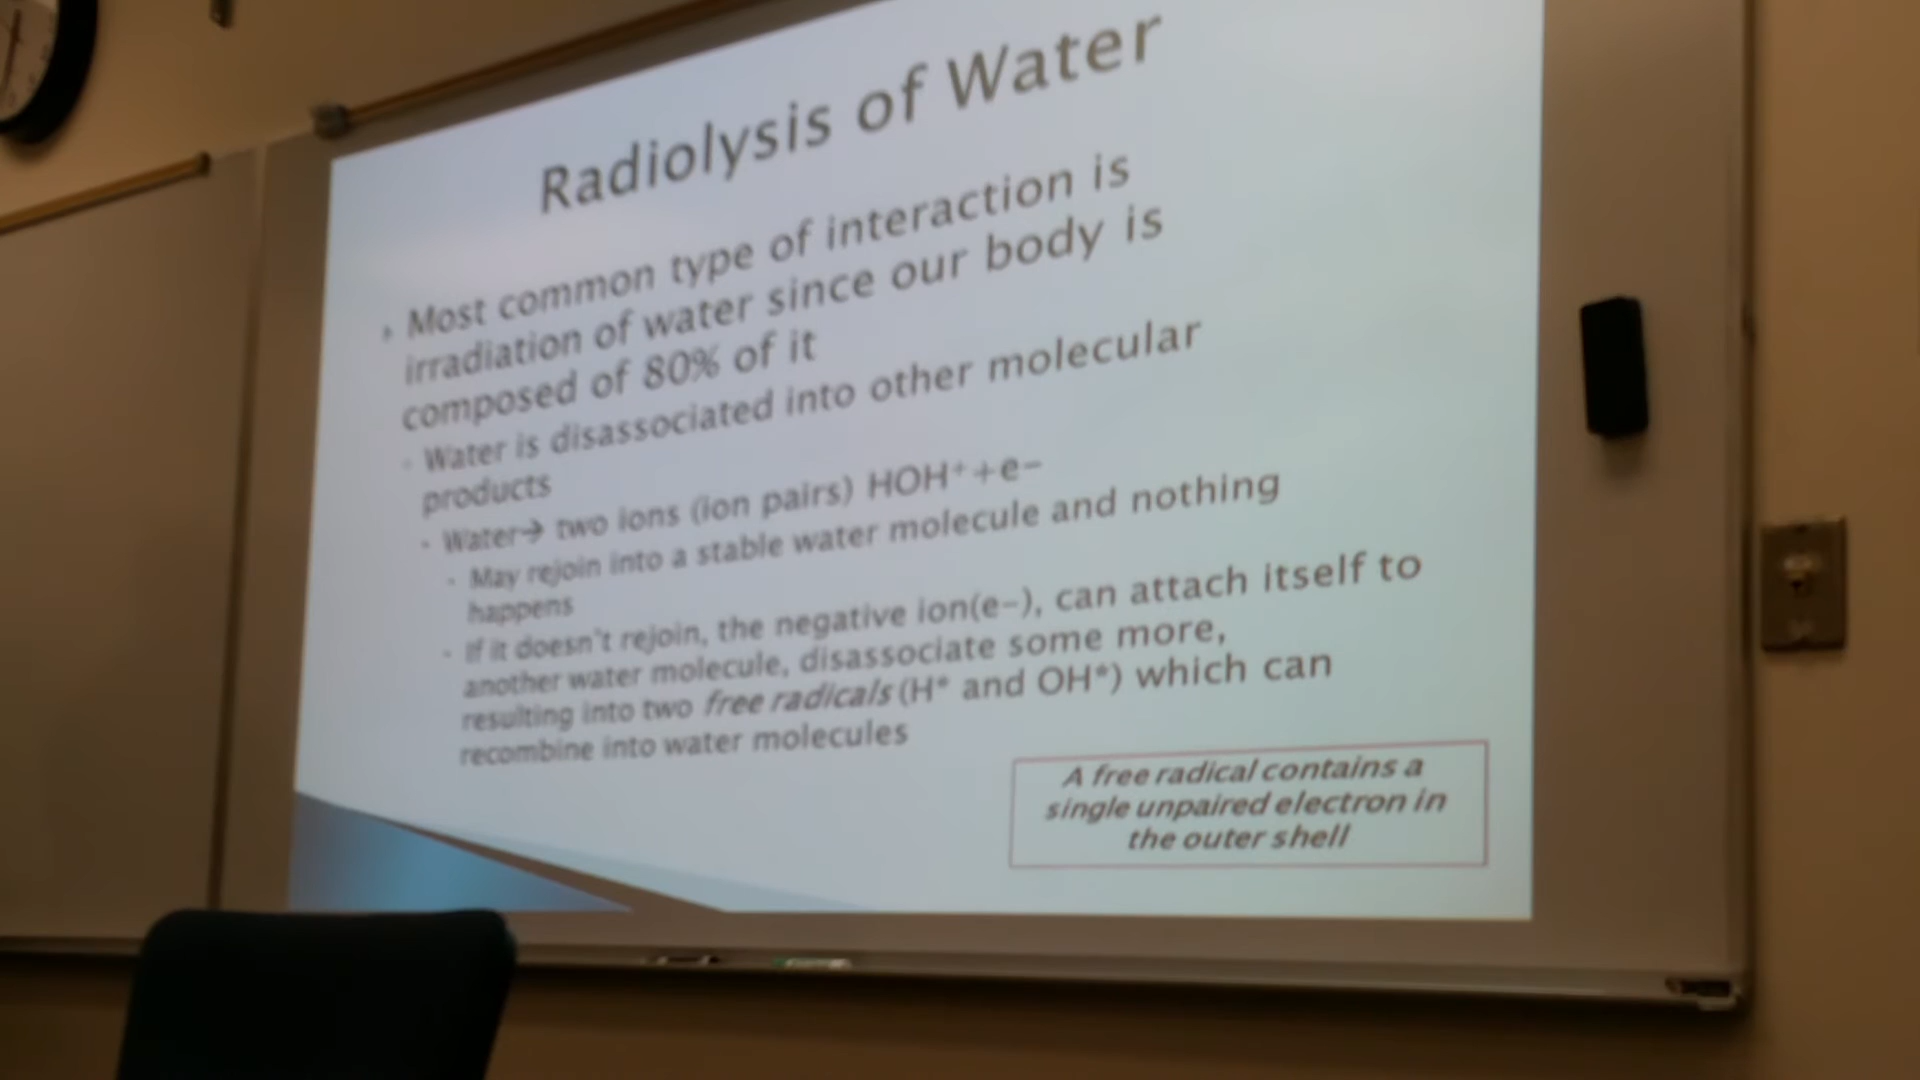 Radiolysis of Water
Most common type of interaction is
irradiation of water since our body is
composed of 80% of it
Water is disassociated into other molecular
products
Water→ two ions (ion pairs) HOH⁺+e−
May rejoin into a stable water molecule and nothing
happens
If it doesn't rejoin, the negative ion(e−), can attach itself to
another water molecule, disassociate some more,
resulting into two free radicals (H* and OH*) which can
recombine into water molecules
A free radical contains a
single unpaired electron in
the outer shell